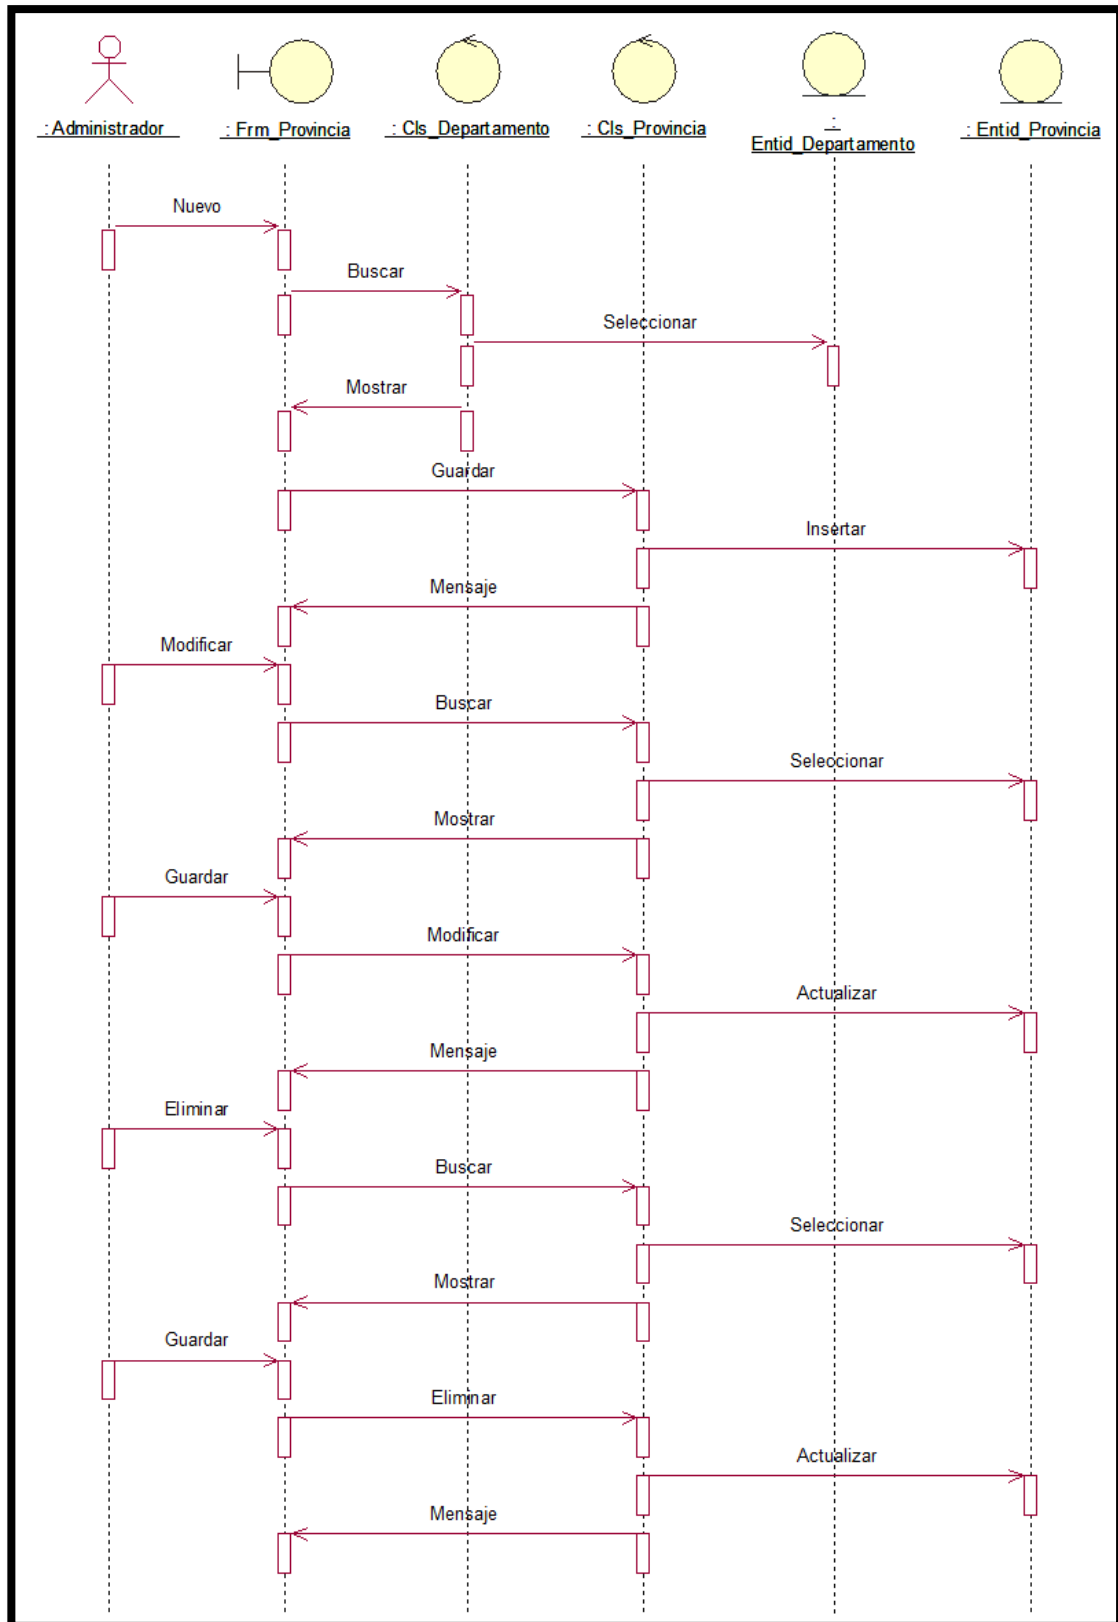 : Administrador
: Frm_Provincia
: Cls_Departamento
: Cls_Provincia
:
Entid_Departamento
: Entid_Provincia
Nuevo
Buscar
Seleccionar
Mostrar
Guardar
Insertar
Mensaje
Modificar
Buscar
Seleccionar
Mostrar
Guardar
Modificar
Actualizar
Mensaje
Eliminar
Buscar
Seleccionar
Mostrar
Guardar
Eliminar
Actualizar
Mensaje